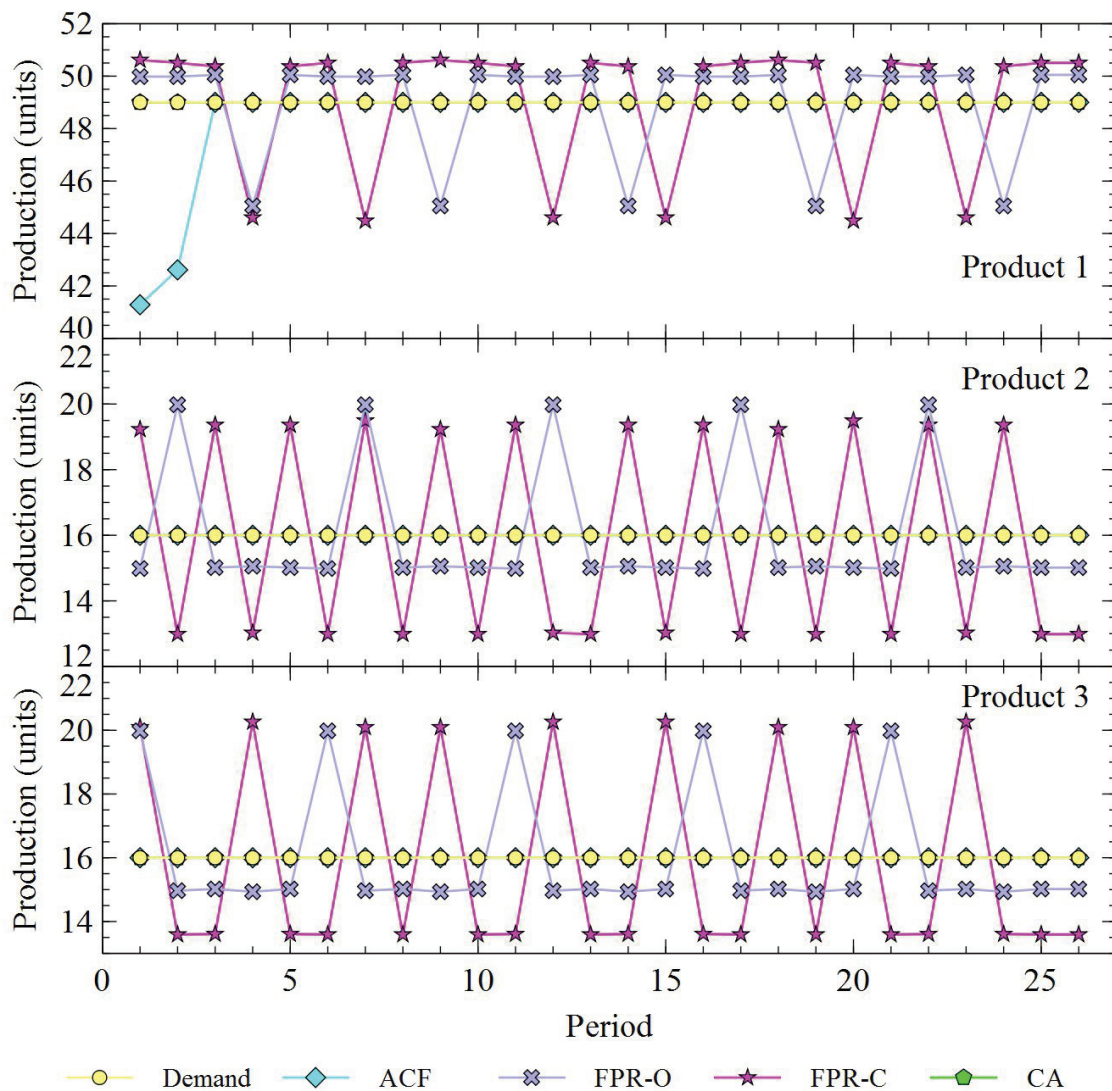 52
50
48
46
44
42
40
Production (units)
Product 1
22
20
18
16
14
12
Production (units)
Product 2
22
20
18
16
14
Production (units)
Product 3
0 5 10 15 20 25
Period
Demand ACF FPR-O FPR-C CA